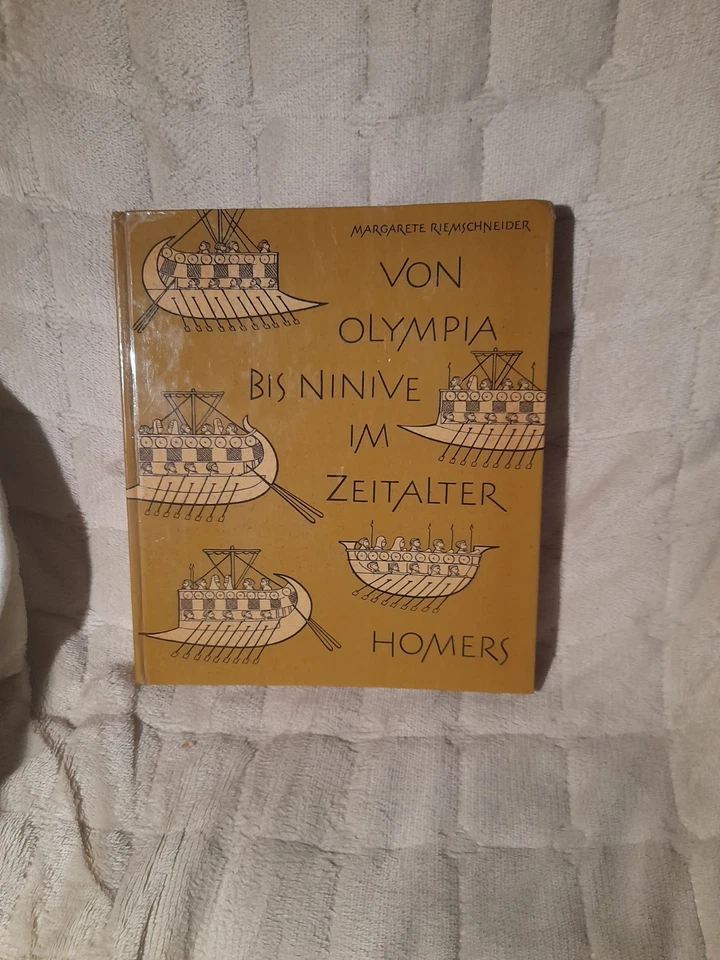 MARGARETE RIEMSCHNEIDER
VON
OLYMPIA
BIS NINIVE
IM
ZEITALTER
HOMERS